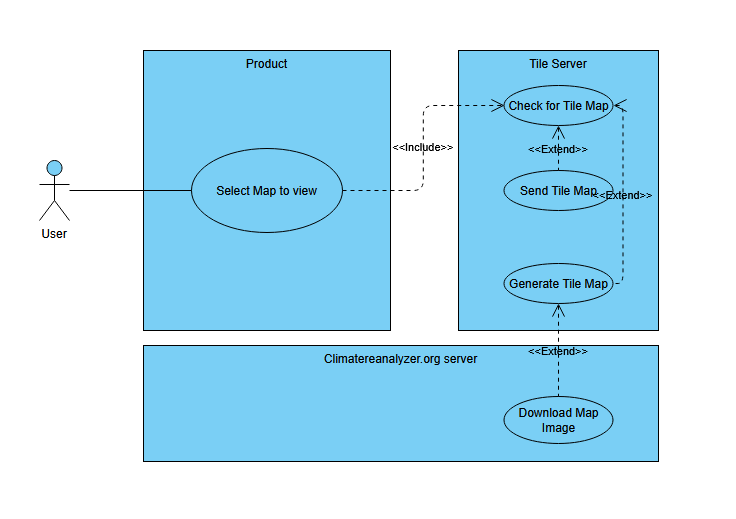 Product
Tile Server
Check for Tile Map
<<Include>>
<<Extend>>
Select Map to view
Send Tile Map
<<Extend>>
User
Generate Tile Map
<<Extend>>
Climatereanalyzer.org server
Download Map
Image